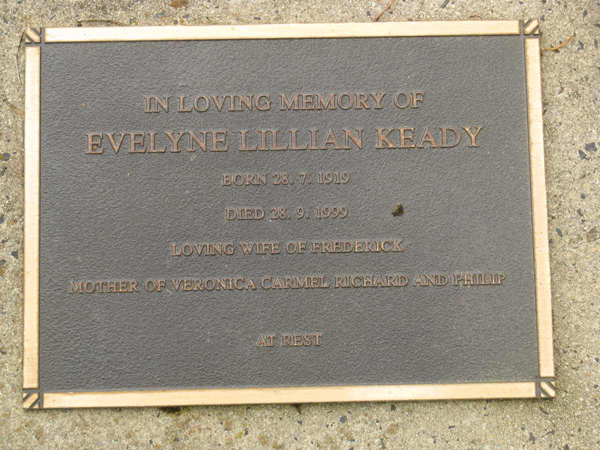 IN LOVING MEMORY OF
EVELYNE LILLIAN KEADY
BORN 28. 7. 1919
DIED 28. 9. 1999
LOVING WIFE OF FREDERICK
MOTHER OF VERONICA CARMEL RICHARD AND PHILIP
AT REST